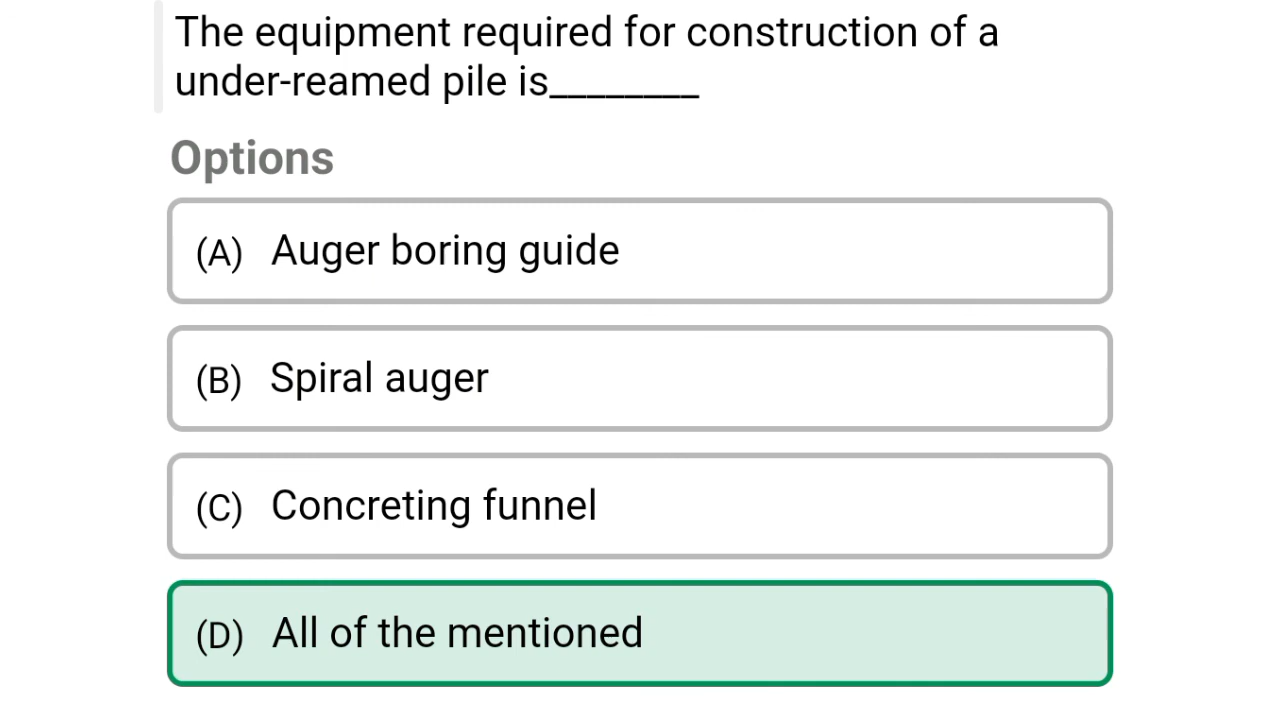 The equipment required for construction of a
under-reamed pile is_________
Options
(A) Auger boring guide
(B) Spiral auger
(C) Concreting funnel
(D) All of the mentioned